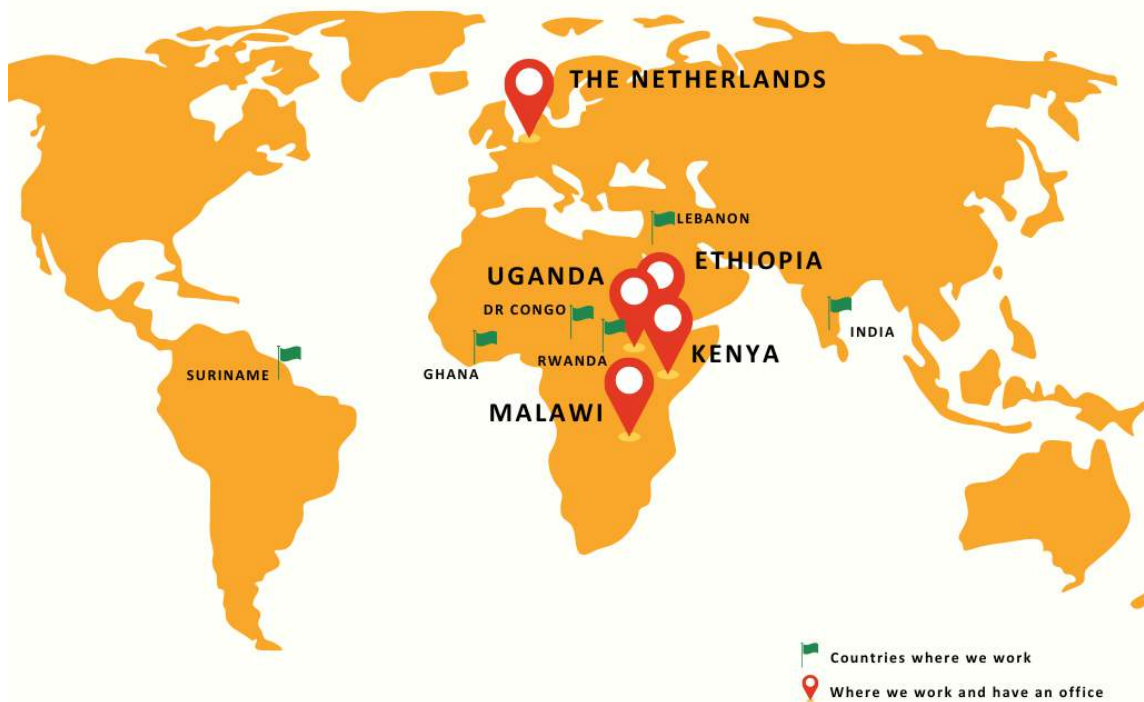 THE NETHERLANDS
LEBANON
ETHIOPIA
UGANDA
DR CONGO
INDIA
RWANDA
KENYA
GHANA
SURINAME
MALAWI
Countries where we work
Where we work and have an office